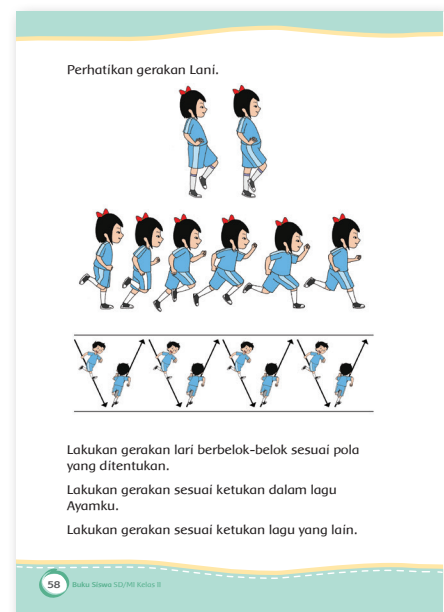 Perhatikan gerakan Lani.
Lakukan gerakan lari berbelok-belok sesuai pola
yang ditentukan.
Lakukan gerakan sesuai ketukan dalam lagu
Ayamku.
Lakukan gerakan sesuai ketukan lagu yang lain.
58 Buku Siswa SD/MI Kelas II